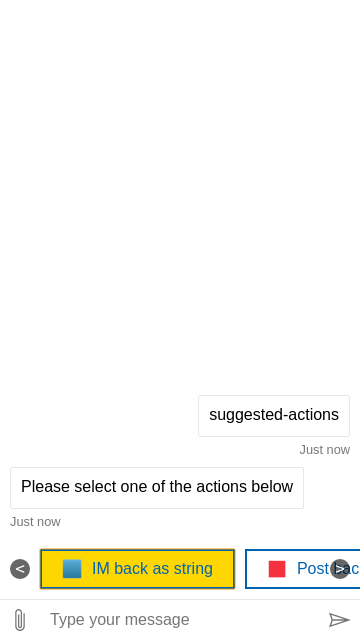 suggested-actions
Just now
Please select one of the actions below
Just now
< IM back as string Post >
Type your message